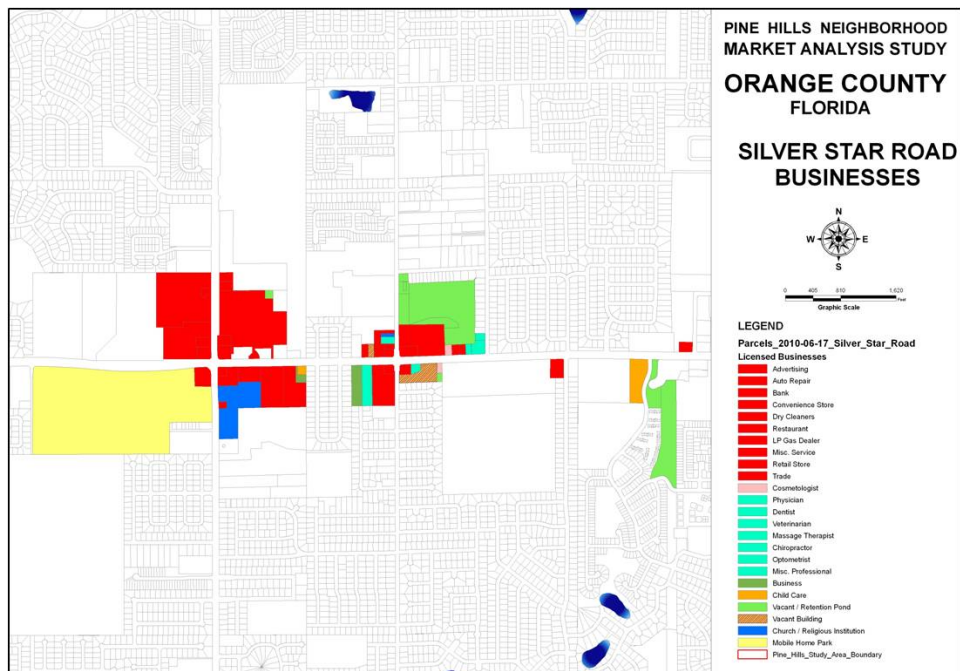 PINE HILLS NEIGHBORHOOD
MARKET ANALYSIS STUDY
ORANGE COUNTY
FLORIDA
SILVER STAR ROAD
BUSINESSES
N
W
E
S
0 405 810 1,620
Feet
Graphic Scale
LEGEND
Parcels_2010-06-17_Silver_Star_Road
Licensed Businesses
Advertising
Auto Repair
Bank
Convenience Store
Dry Cleaners
Restaurant
LP Gas Dealer
Misc. Service
Retail Store
Trade
Cosmetologist
Physician
Dentist
Veterinarian
Massage Therapist
Chiropractor
Optometrist
Misc. Professional
Business
Child Care
Vacant / Retention Pond
Vacant Building
Church / Religious Institution
Mobile Home Park
Pine_Hills_Study_Area_Boundary